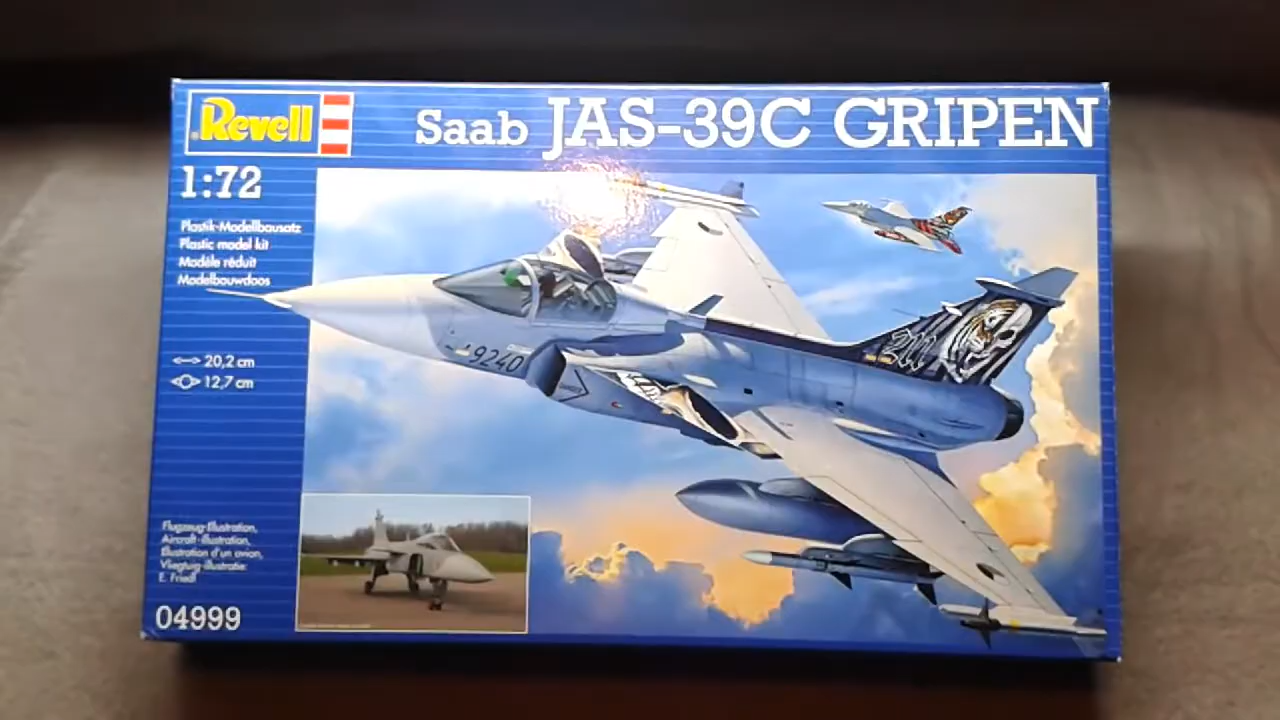 Revell
Saab JAS-39C GRIPEN
1:72
Plastik-Modellbausatz
Plastic model kit
Modèle réduit
Modelbouwdoos
20,2 cm
12,7 cm
9240
211
Flugzeug-Illustration,
Aircraft-illustration,
Illustration d'un avion,
Vliegtuig-illustratie:
E. Friedl
04999